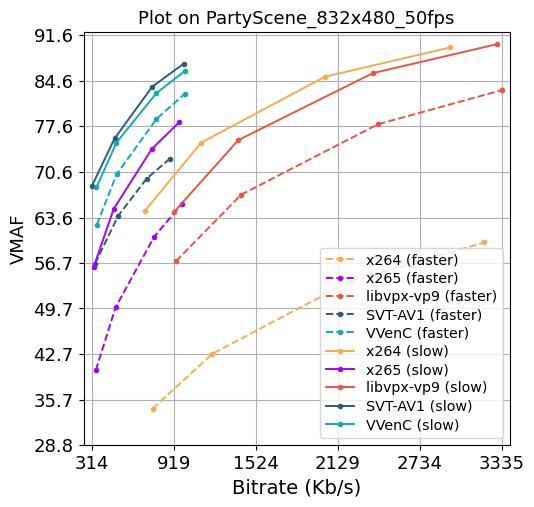 Plot on PartyScene_832x480_50fps
VMAF
91.6
84.6
77.6
70.6
63.6
56.7
49.7
42.7
35.7
28.8
x264 (faster)
x265 (faster)
libvpx-vp9 (faster)
SVT-AV1 (faster)
VVenC (faster)
x264 (slow)
x265 (slow)
libvpx-vp9 (slow)
SVT-AV1 (slow)
VVenC (slow)
314 919 1524 2129 2734 3335
Bitrate (Kb/s)